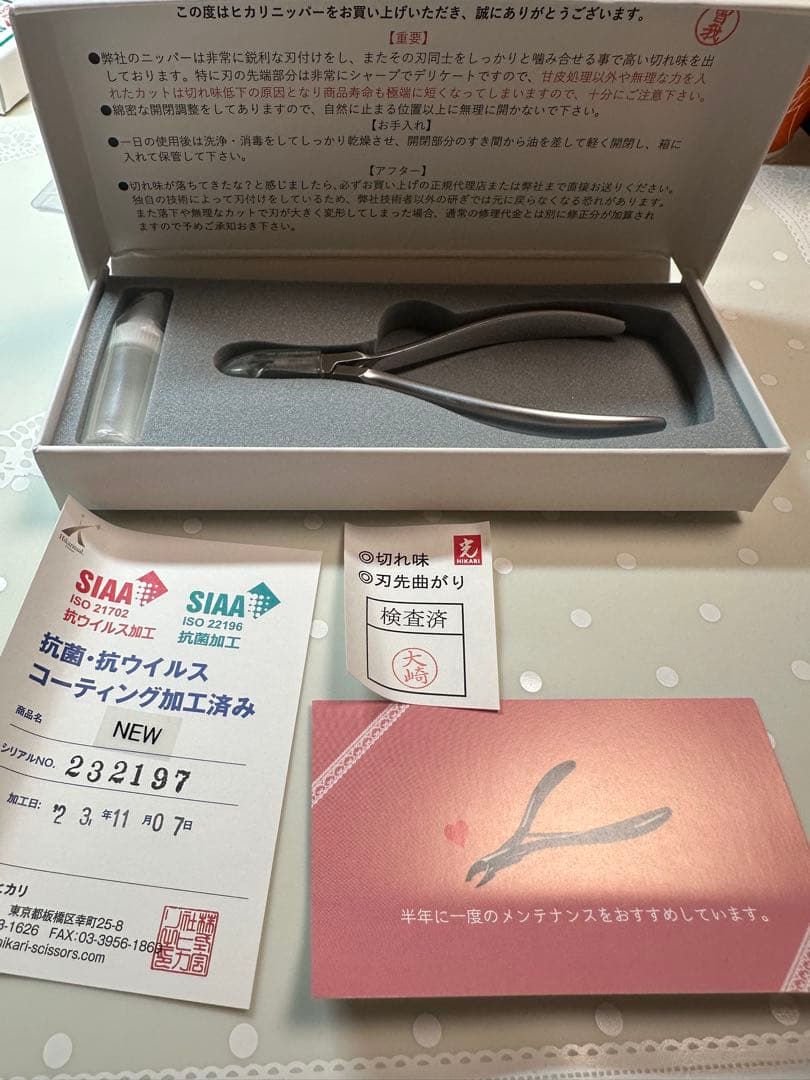 この度はヒカリニッパーをお買い上げいただき、誠にありがとうございます。
【重要】
●弊社のニッパーは非常に鋭利な刃付けをし、またその刃同士をしっかりと噛み合せる事で高い切れ味を出
しております。特に刃の先端部分は非常にシャープでデリケートですので、甘皮処理以外や無理な力を入
れたカットは切れ味低下の原因となり商品寿命も極端に短くなってしまいますので、十分にご注意下さい。
●綿密な開閉調整をしてありますので、自然に止まる位置以上に無理に開かないで下さい。
【お手入れ】
●一日の使用後は洗浄・消毒をしてしっかり乾燥させ、開閉部分のすき間から油を差して軽く開閉し、箱に
入れて保管して下さい。
【アフター】
●切れ味が落ちてきたな？と感じましたら、必ずお買い上げの正規代理店または弊社まで直接お送りください。
独自の技術によって刃付けをしているため、弊社技術者以外の研ぎでは元に戻らなくなる恐れがあります。
また落下や無理なカットで刃が大きく変形してしまった場合、通常の修理代金とは別に修正分が加算され
ますので予めご承知おき下さい。
SIAA
ISO 21702
抗ウイルス加工
SIAA
ISO 22196
抗菌加工
抗菌・抗ウイルス
コーティング加工済み
商品名
NEW
シリアルNO.
232197
加工日:
'23年11月07日
ヒカリ
東京都板橋区幸町25-8
3-1626 FAX:03-3956-1860
hikari-scissors.com
◎切れ味
◎刃先曲がり
光
HIKARI
検査済
大崎
半年に一度のメンテナンスをおすすめしています。